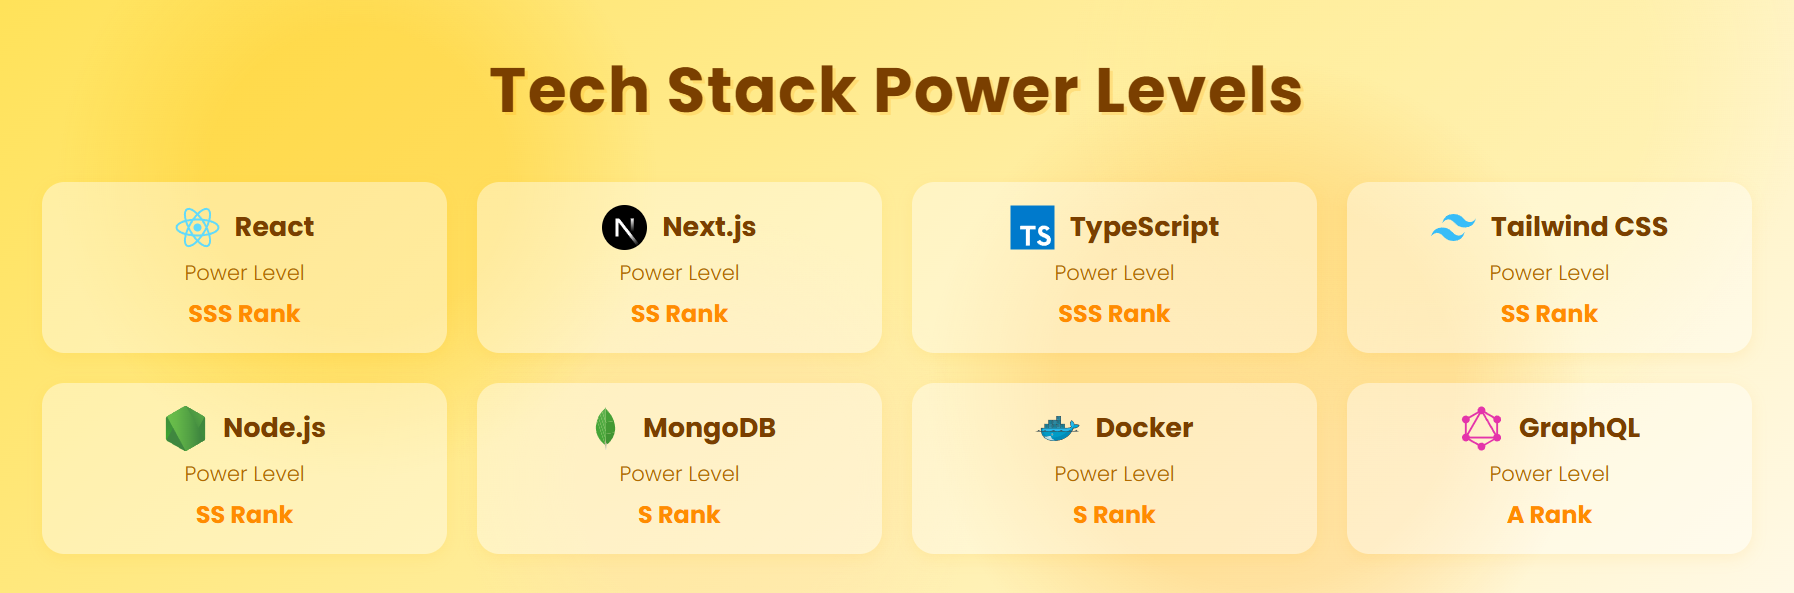 Tech Stack Power Levels
React
Power Level
SSS Rank
N Next.js
Power Level
SS Rank
TS TypeScript
Power Level
SSS Rank
Tailwind CSS
Power Level
SS Rank
Node.js
Power Level
SS Rank
MongoDB
Power Level
S Rank
Docker
Power Level
S Rank
GraphQL
Power Level
A Rank